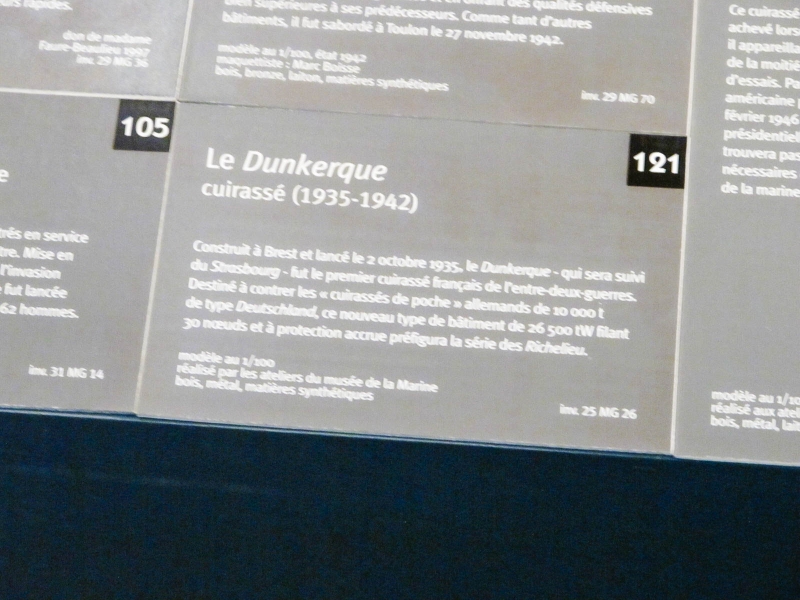 rs rapides.
don de madame
Faure-Beaulieu 1997
inv. 29 MG 36
bien supérieures à ses prédécesseurs. Comme tant d'autres
bâtiments, il fut sabordé à Toulon le 27 novembre 1942.
modèle au 1/100, état 1942
maquettiste : Marc Boisse
bois, bronze, laiton, matières synthétiques
inv. 29 MG 70
Ce cuirassé
achevé lors
il appareilla
de la moitié
d'essais. Pa
américaine
février 1946
présidentiel
trouvera pas
nécessaires
de la marine
105
e
très en service
tre. Mise en
l'invasion
fut lancée
62 hommes.
inv. 31 MG 14
121
Le Dunkerque
cuirassé (1935-1942)
Construit à Brest et lancé le 2 octobre 1935, le Dunkerque - qui sera suivi
du Strasbourg - fut le premier cuirassé français de l'entre-deux-guerres.
Destiné à contrer les « cuirassés de poche » allemands de 10 000 t
de type Deutschland, ce nouveau type de bâtiment de 26 500 tW filant
30 nœuds et à protection accrue préfigura la série des Richelieu.
modèle au 1/100
réalisé par les ateliers du musée de la Marine
bois, métal, matières synthétiques
inv. 25 MG 26
modèle au 1/10
réalisé aux atel
bois, métal, lait